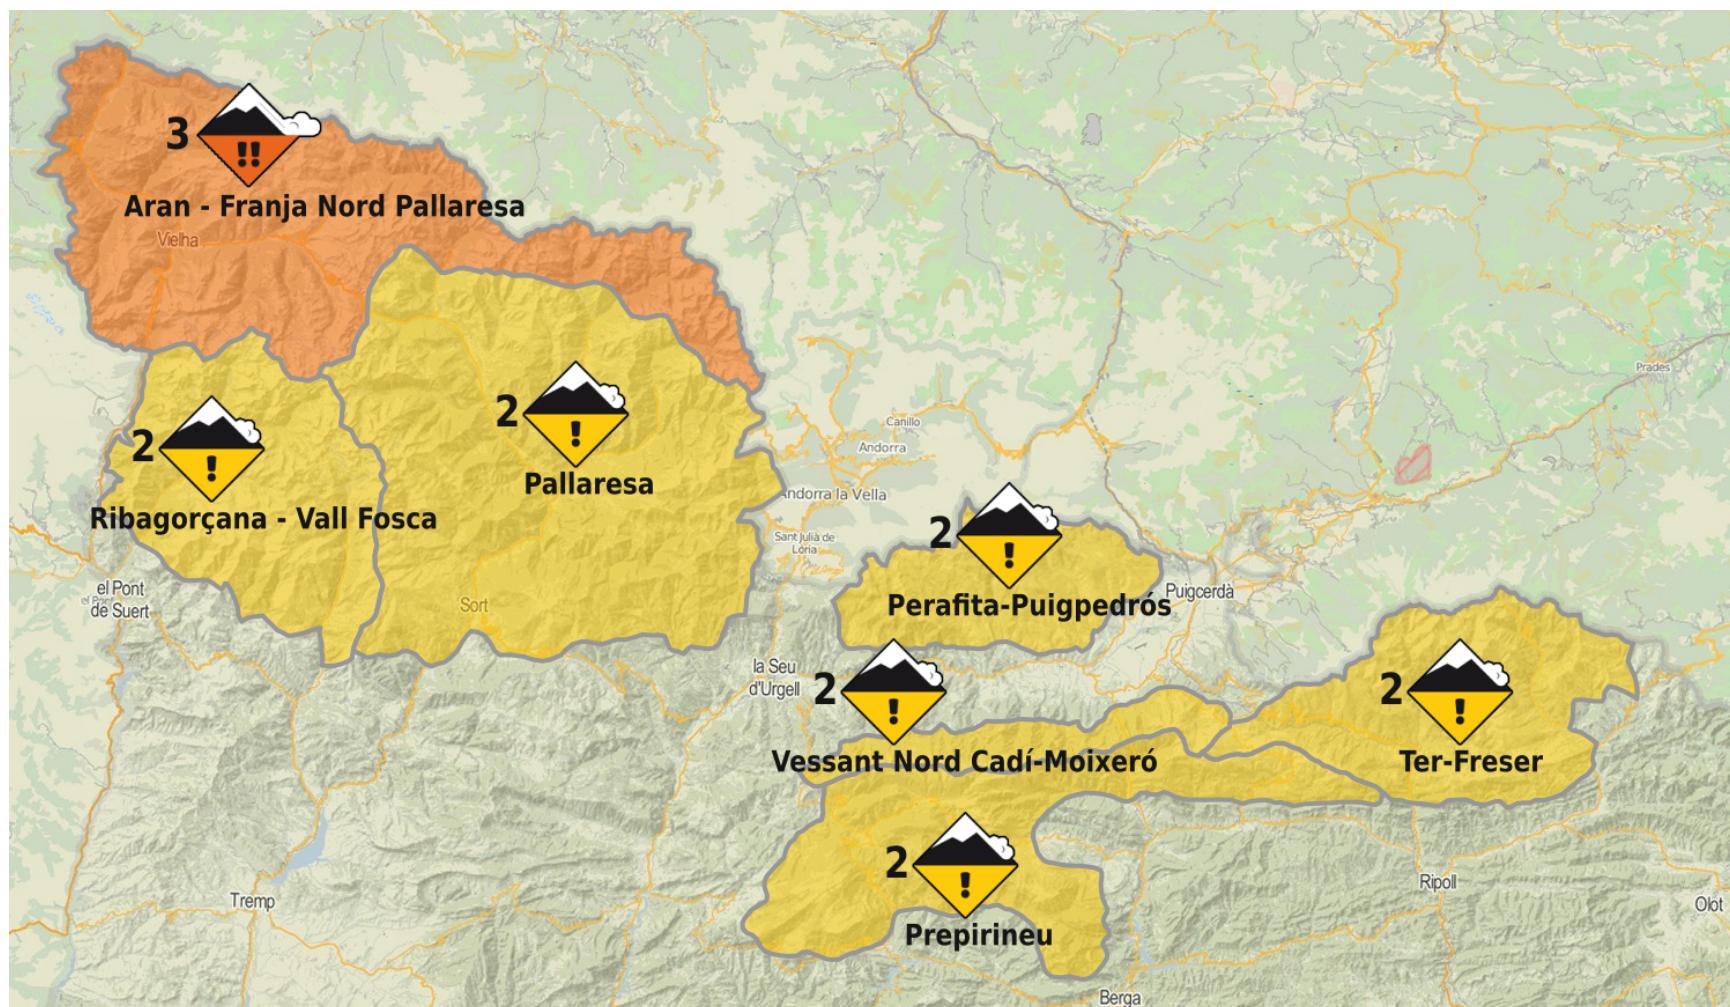 3
!!
Aran - Franja Nord Pallaresa
Vielha
2
!
Pallaresa
2
!
Ribagorçana - Vall Fosca
Prades
Canillo
Andorra
Andorra la Vella
Sant Julià de
Lòria
2
!
Perafita-Puigpedrós
Puigcerdà
el Pont
de Suert
Sort
la Seu
d'Urgell
2
!
Vessant Nord Cadí-Moixeró
2
!
Ter-Freser
2
!
Prepirineu
Tremp
Ripoll
Olot
Berga